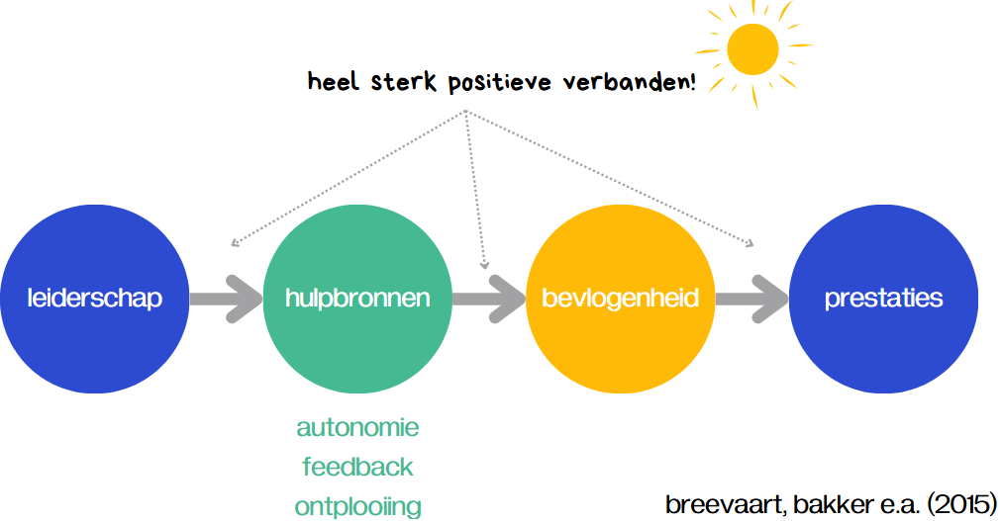 heel sterk positieve verbanden!
leiderschap
hulpbronnen
bevlogenheid
prestaties
autonomie
feedback
ontplooiing
breevaart, bakker e.a. (2015)